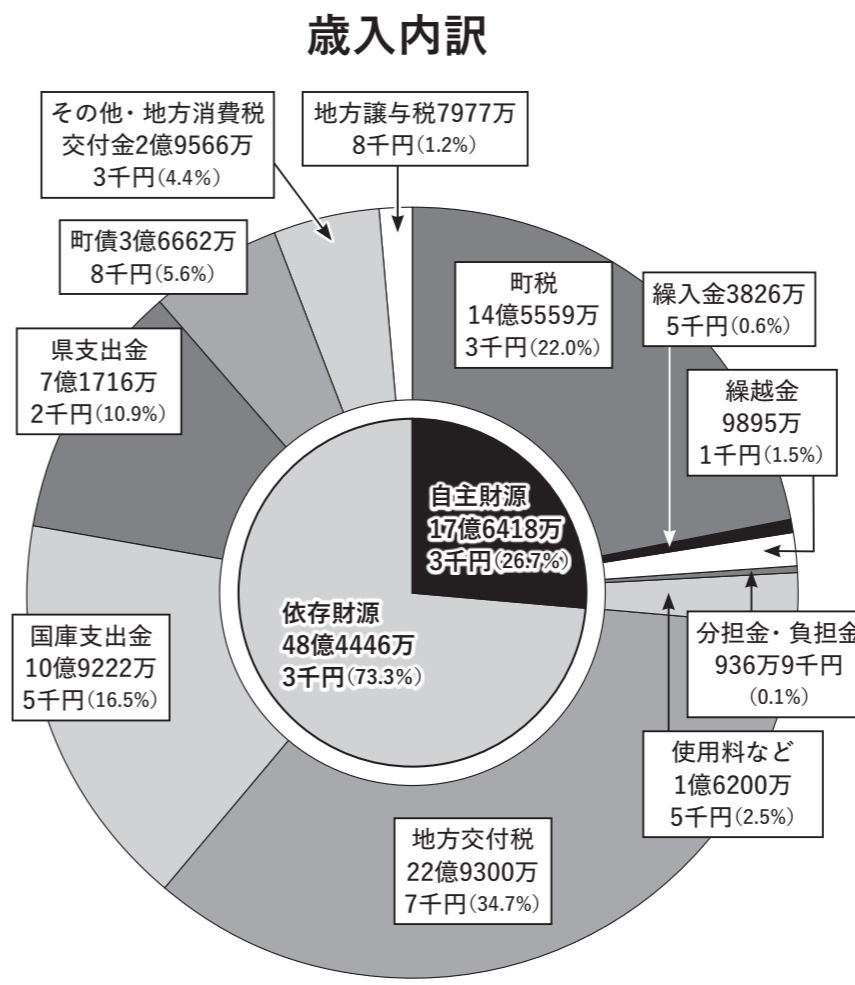 歳入内訳
その他・地方消費税
交付金2億9566万
3千円(4.4%)
地方譲与税7977万
8千円(1.2%)
町債3億6662万
8千円(5.6%)
町税
14億5559万
3千円(22.0%)
繰入金3826万
5千円(0.6%)
県支出金
7億1716万
2千円(10.9%)
繰越金
9895万
1千円(1.5%)
自主財源
17億6418万
3千円(26.7%)
依存財源
48億4446万
3千円(73.3%)
国庫支出金
10億9222万
5千円(16.5%)
分担金・負担金
936万9千円
(0.1%)
使用料など
1億6200万
5千円(2.5%)
地方交付税
22億9300万
7千円(34.7%)